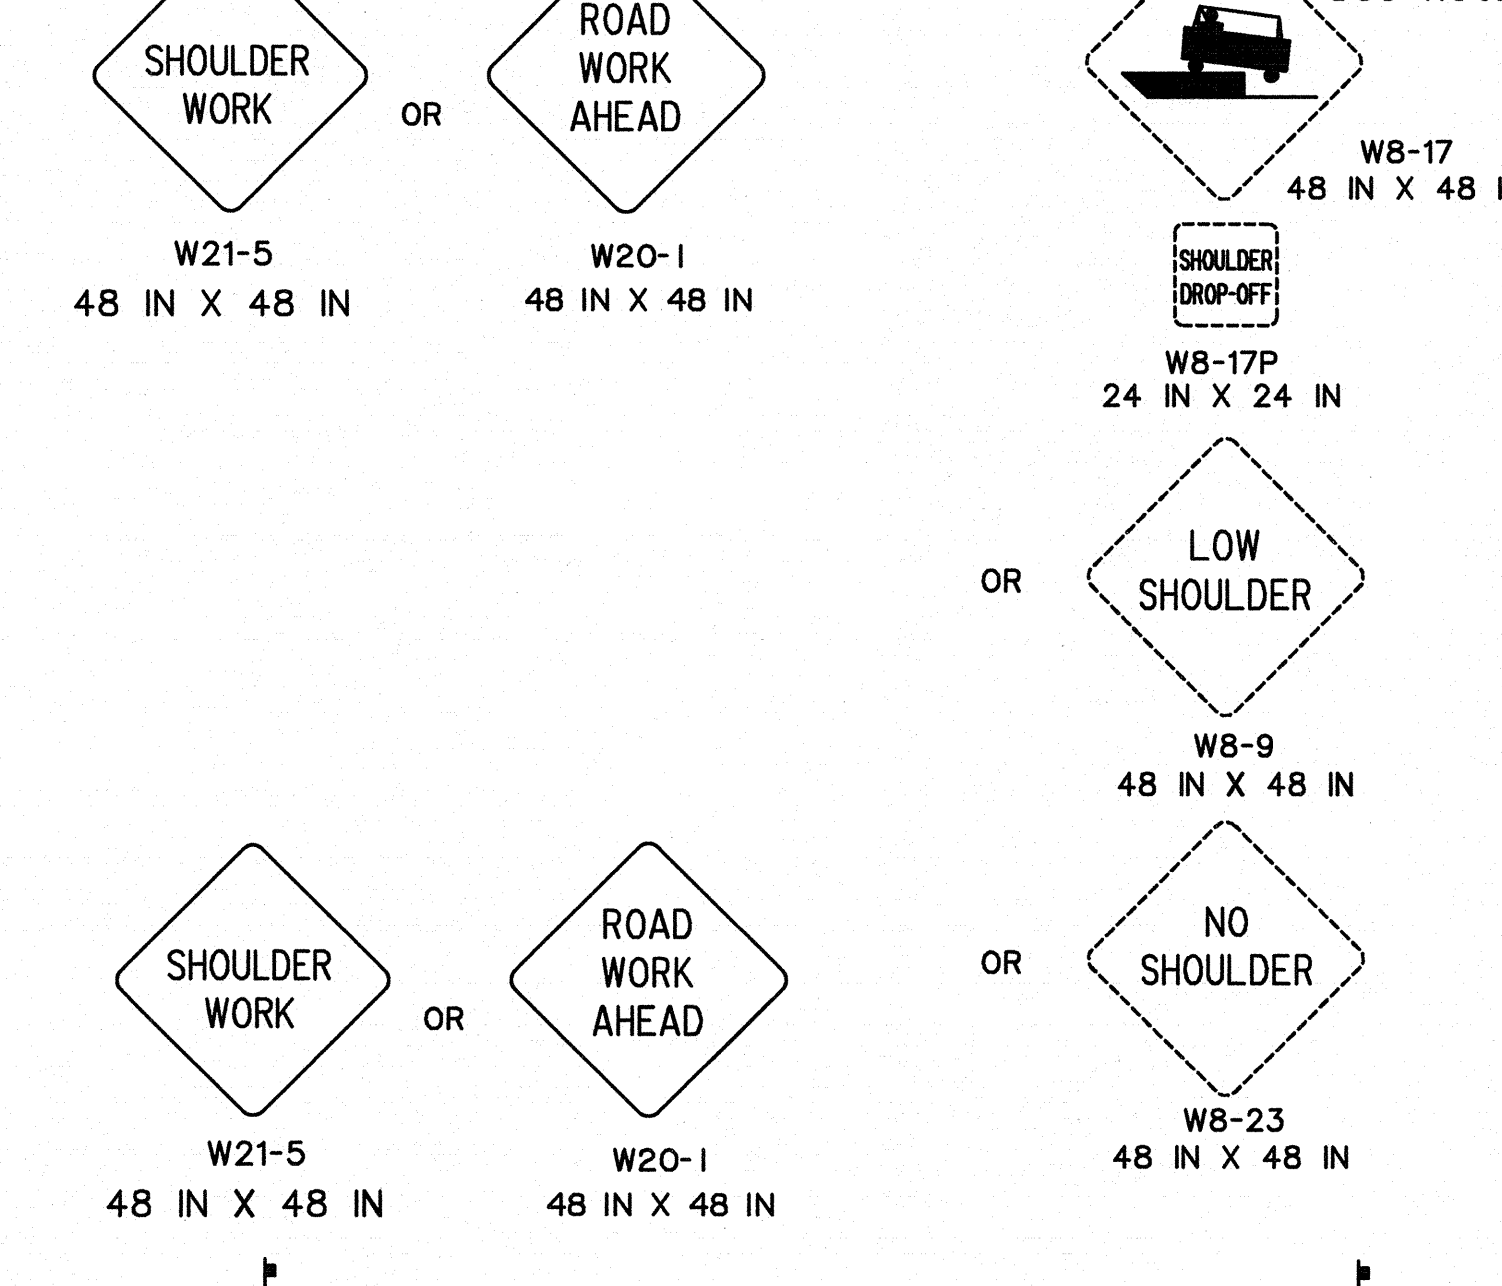 SHOULDER
WORK
OR
ROAD
WORK
AHEAD
W21-5
48 IN X 48 IN
W20-1
48 IN X 48 IN
W8-17
48 IN X 48
SHOULDER
DROP-OFF
W8-17P
24 IN X 24 IN
OR
LOW
SHOULDER
W8-9
48 IN X 48 IN
SHOULDER
WORK
OR
ROAD
WORK
AHEAD
W21-5
48 IN X 48 IN
W20-1
48 IN X 48 IN
OR
NO
SHOULDER
W8-23
48 IN X 48 IN